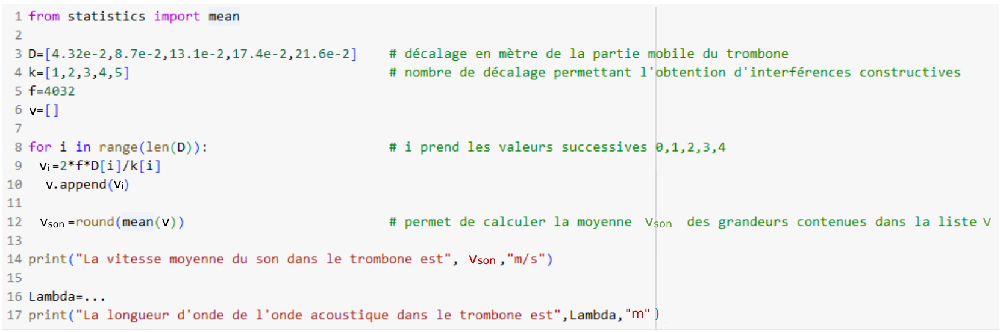 1 from statistics import mean
2
3 D=[4.32e-2,8.7e-2,13.1e-2,17.4e-2,21.6e-2] # décalage en mètre de la partie mobile du trombone
4 k=[1,2,3,4,5] # nombre de décalage permettant l'obtention d'interférences constructives
5 f=4032
6 v=[]
7
8 for i in range(len(D)): # i prend les valeurs successives 0,1,2,3,4
9 vi=2*f*D[i]/k[i]
10 v.append(vi)
11
12 vson=round(mean(v)) # permet de calculer la moyenne vson des grandeurs contenues dans la liste v
13
14 print("La vitesse moyenne du son dans le trombone est", vson,"m/s")
15
16 Lambda=...
17 print("La longueur d'onde de l'onde acoustique dans le trombone est",Lambda,"m")